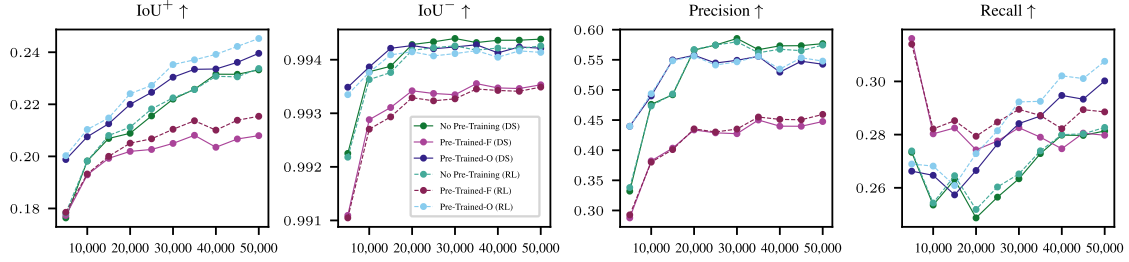 IoU+ ↑
0.24
0.22
0.20
0.18
10,000 20,000 30,000 40,000 50,000
IoU− ↑
0.994
0.993
0.992
0.991
No Pre-Training (DS)
Pre-Trained-F (DS)
Pre-Trained-O (DS)
No Pre-Training (RL)
Pre-Trained-F (RL)
Pre-Trained-O (RL)
10,000 20,000 30,000 40,000 50,000
Precision ↑
0.60
0.55
0.50
0.45
0.40
0.35
0.30
10,000 20,000 30,000 40,000 50,000
Recall ↑
0.30
0.28
0.26
10,000 20,000 30,000 40,000 50,000